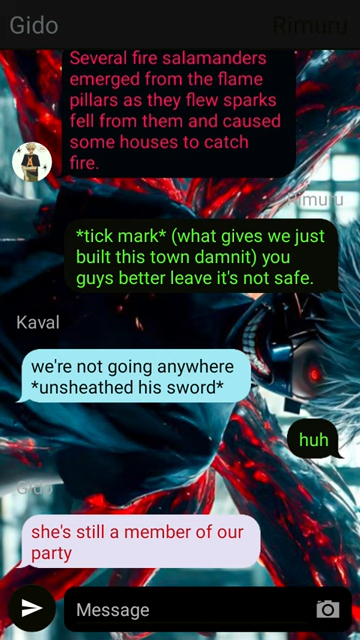 Gido
Rimuru
Several fire salamanders
emerged from the flame
pillars as they flew sparks
fell from them and caused
some houses to catch
fire.
Rimuru
*tick mark* (what gives we just
built this town damnit) you
guys better leave it's not safe.
Kaval
we're not going anywhere
*unsheathed his sword*
huh
Gido
she's still a member of our
party
Message